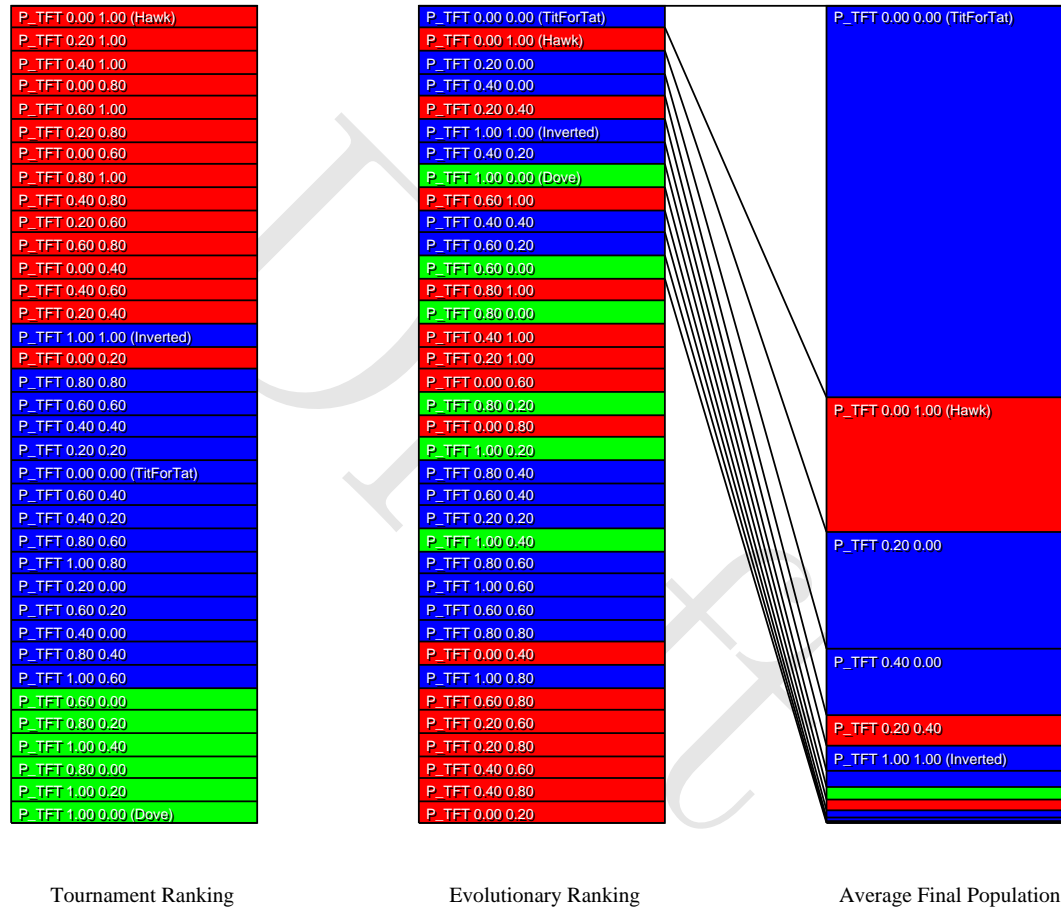 P_TFT 0.00 1.00 (Hawk)
P_TFT 0.20 1.00
P_TFT 0.40 1.00
P_TFT 0.00 0.80
P_TFT 0.60 1.00
P_TFT 0.20 0.80
P_TFT 0.00 0.60
P_TFT 0.80 1.00
P_TFT 0.40 0.80
P_TFT 0.20 0.60
P_TFT 0.60 0.80
P_TFT 0.00 0.40
P_TFT 0.40 0.60
P_TFT 0.20 0.40
P_TFT 1.00 1.00 (Inverted)
P_TFT 0.00 0.20
P_TFT 0.80 0.80
P_TFT 0.60 0.60
P_TFT 0.40 0.40
P_TFT 0.20 0.20
P_TFT 0.00 0.00 (TitForTat)
P_TFT 0.60 0.40
P_TFT 0.40 0.20
P_TFT 0.80 0.60
P_TFT 1.00 0.80
P_TFT 0.20 0.00
P_TFT 0.60 0.20
P_TFT 0.40 0.00
P_TFT 0.80 0.40
P_TFT 1.00 0.60
P_TFT 0.60 0.00
P_TFT 0.80 0.20
P_TFT 1.00 0.40
P_TFT 0.80 0.00
P_TFT 1.00 0.20
P_TFT 1.00 0.00 (Dove)
Tournament Ranking
P_TFT 0.00 0.00 (TitForTat)
P_TFT 0.00 1.00 (Hawk)
P_TFT 0.20 0.00
P_TFT 0.40 0.00
P_TFT 0.20 0.40
P_TFT 1.00 1.00 (Inverted)
P_TFT 0.40 0.20
P_TFT 1.00 0.00 (Dove)
P_TFT 0.60 1.00
P_TFT 0.40 0.40
P_TFT 0.60 0.20
P_TFT 0.60 0.00
P_TFT 0.80 1.00
P_TFT 0.80 0.00
P_TFT 0.40 1.00
P_TFT 0.20 1.00
P_TFT 0.00 0.60
P_TFT 0.80 0.20
P_TFT 0.00 0.80
P_TFT 1.00 0.20
P_TFT 0.80 0.40
P_TFT 0.60 0.40
P_TFT 0.20 0.20
P_TFT 1.00 0.40
P_TFT 0.80 0.60
P_TFT 1.00 0.60
P_TFT 0.60 0.60
P_TFT 0.80 0.80
P_TFT 0.00 0.40
P_TFT 1.00 0.80
P_TFT 0.60 0.80
P_TFT 0.20 0.60
P_TFT 0.20 0.80
P_TFT 0.40 0.60
P_TFT 0.40 0.80
P_TFT 0.00 0.20
Evolutionary Ranking
P_TFT 0.00 0.00 (TitForTat)
P_TFT 0.00 1.00 (Hawk)
P_TFT 0.20 0.00
P_TFT 0.40 0.00
P_TFT 0.20 0.40
P_TFT 1.00 1.00 (Inverted)
Average Final Population